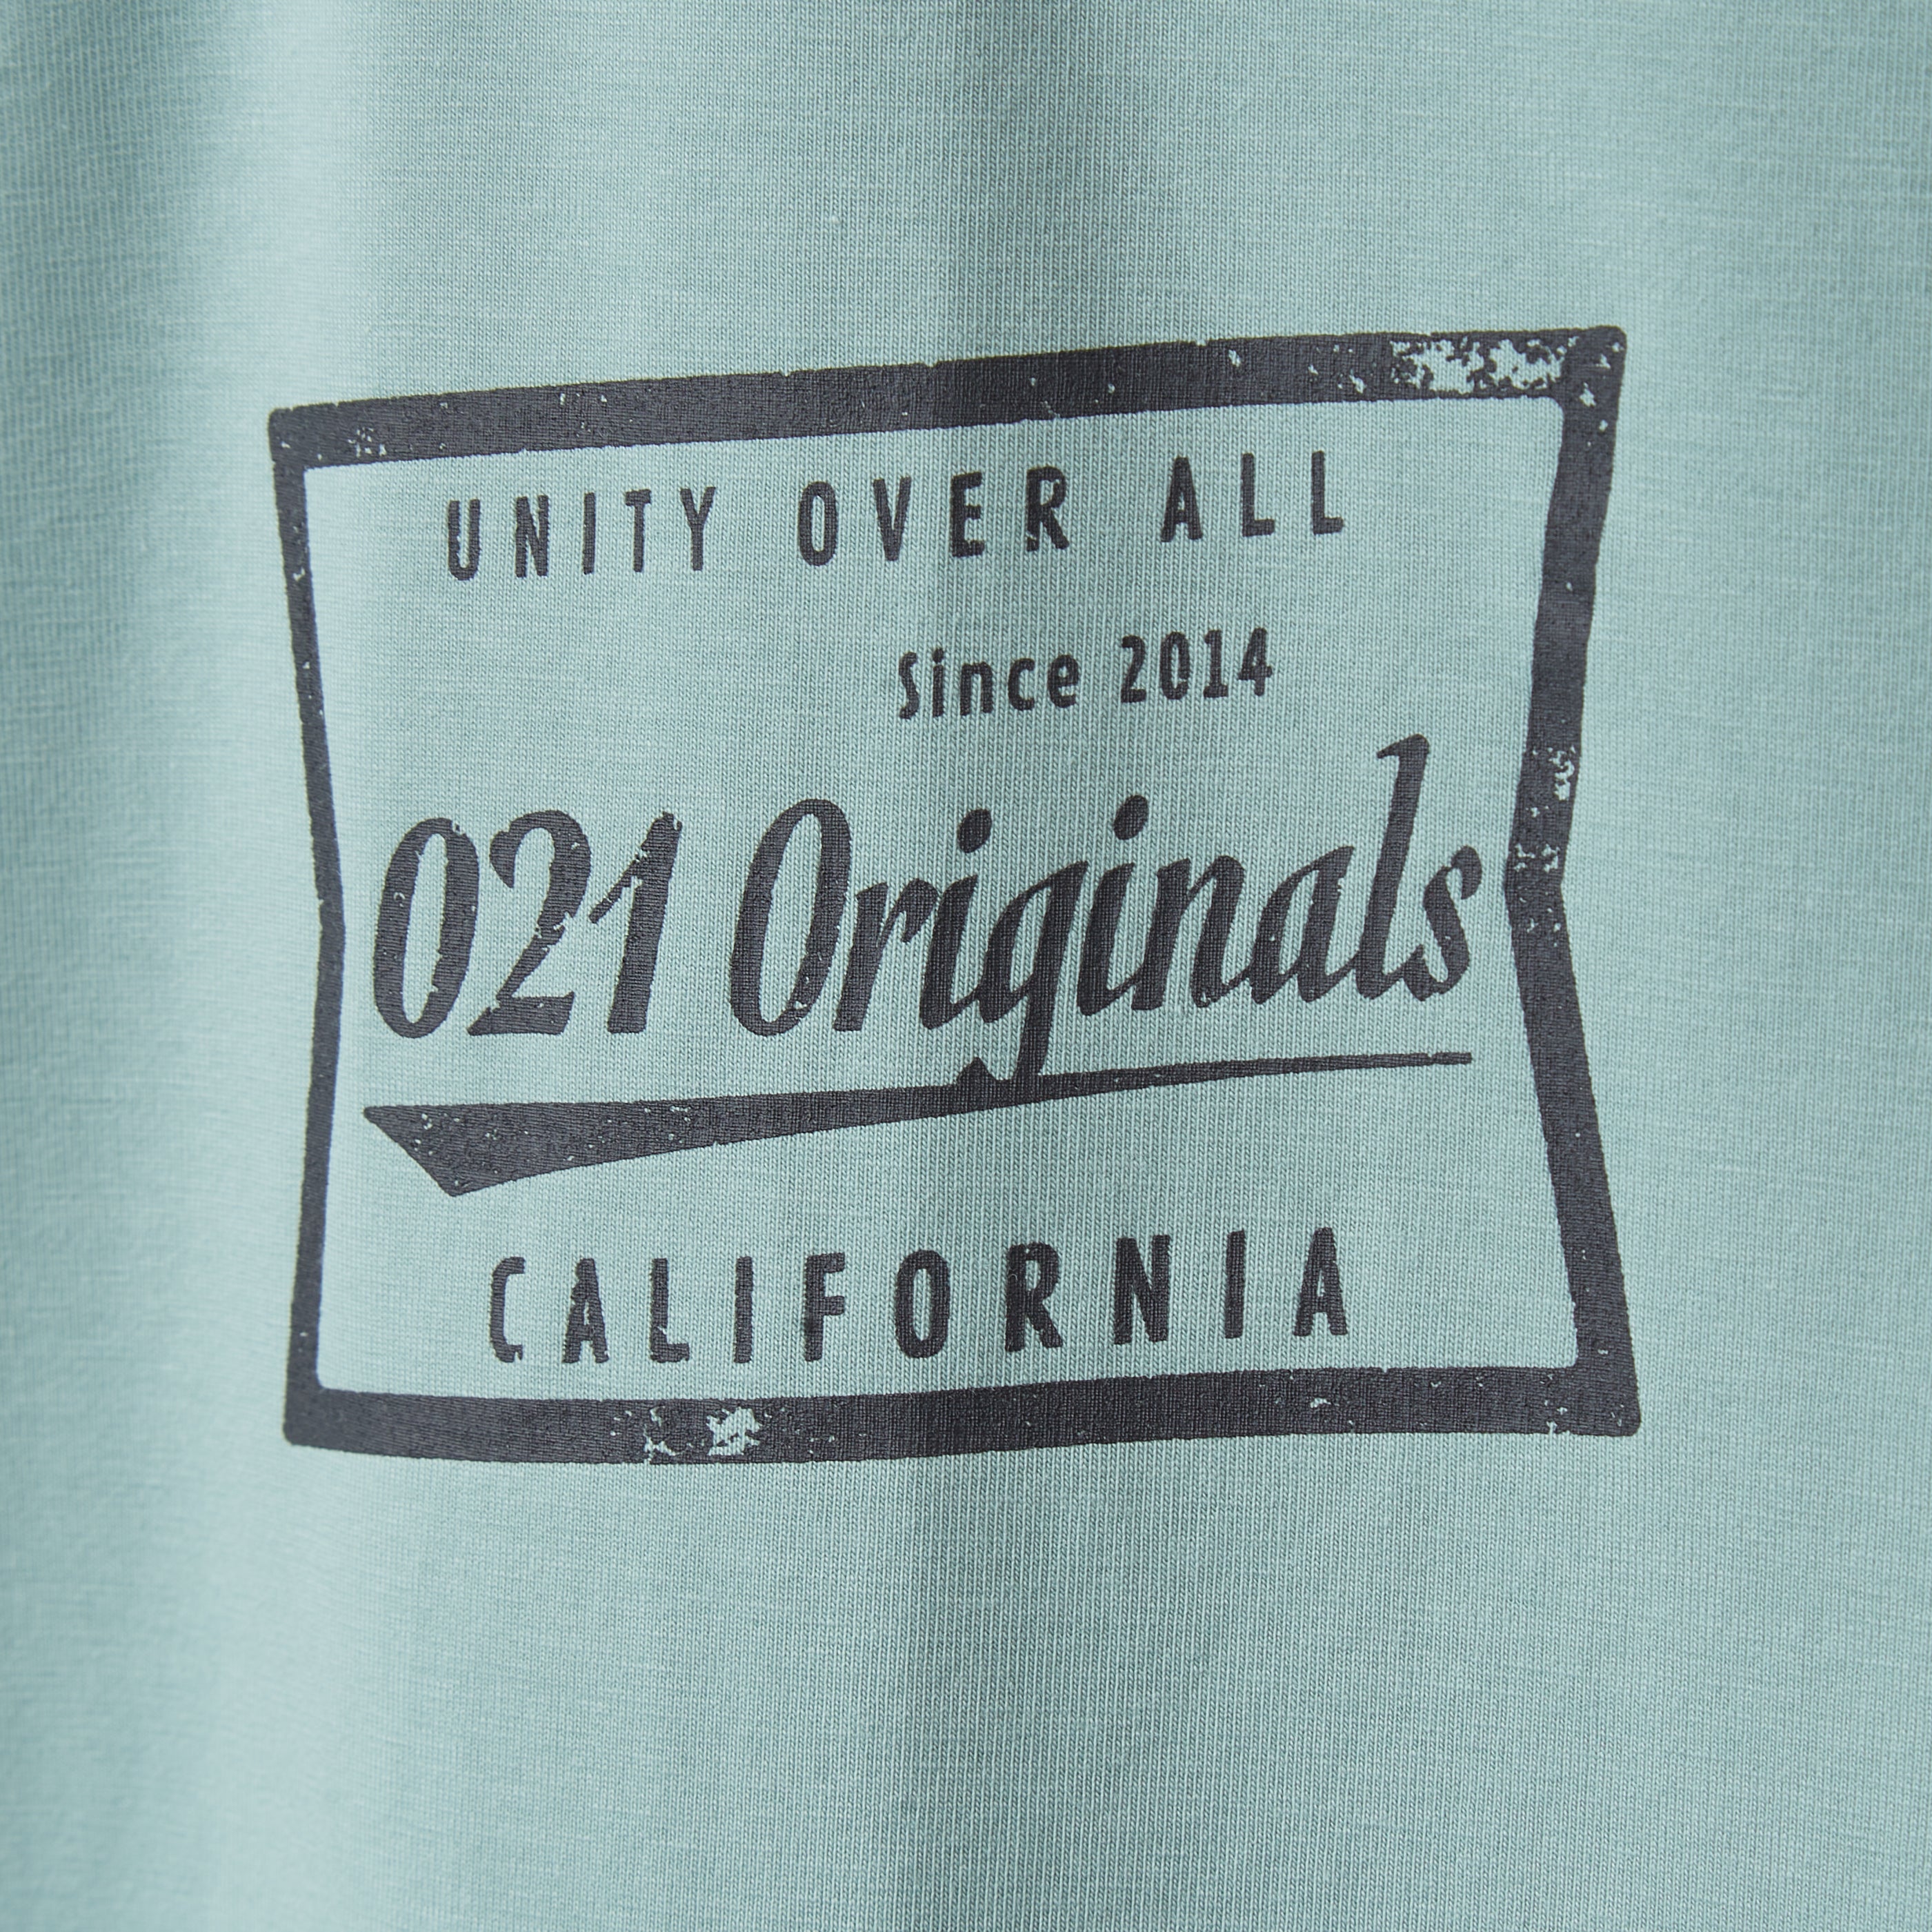 UNITY OVER ALL
Since 2014
021 Originals
CALIFORNIA